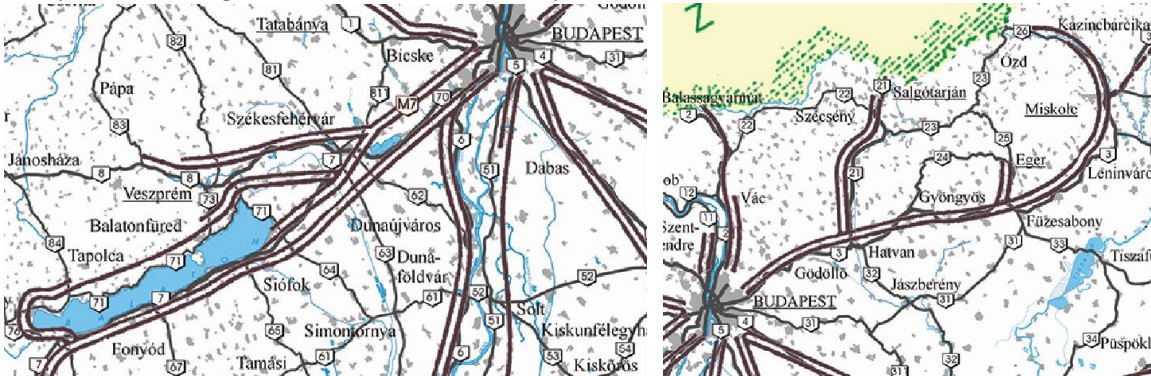 Tatabánya
82
1
Bicske
BUDAPEST
81
5
4
31
Pápa
81
M7
70
Székesfehérvár
83
6
7
Jánosháza
8
8
51
Dabas
Veszprém
73
71
62
Balatonfüred
Dunaújváros
84
Tapolca
71
63
Duna-
földvár
64
52
Siófok
71
7
61
52
Solt
65
Simontornya
51
Kiskunfélegyh
Fonyód
61
6
54
76
7
67
Tamási
53
Kiskőrös
26
Kazincbarcika
Ózd
23
21
Salgótarján
Balassagyarmat
22
Miskolc
Szécsény
2
22
23
25
24
Eger
3
21
Leninváro
12
Vác
Gyöngyös
11
2
Füzesabony
Szent-
endre
31
33
3
Hatvan
Tiszafü
Gödöllő
32
Jászberény
31
BUDAPEST
4
31
5
34
Püspökl
32
31